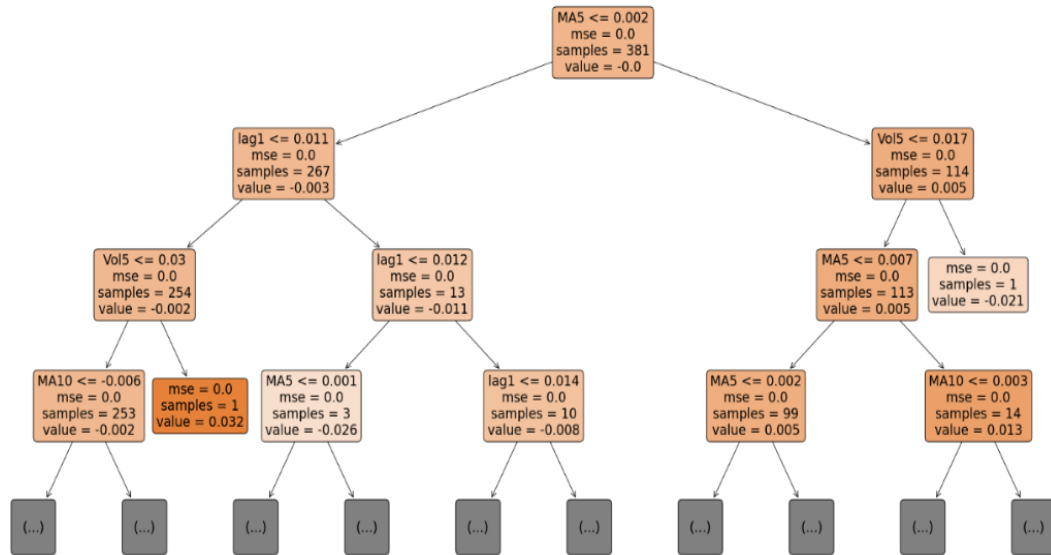 MA5 <= 0.002
mse = 0.0
samples = 381
value = -0.0
lag1 <= 0.011
mse = 0.0
samples = 267
value = -0.003
Vol5 <= 0.017
mse = 0.0
samples = 114
value = 0.005
Vol5 <= 0.03
mse = 0.0
samples = 254
value = -0.002
lag1 <= 0.012
mse = 0.0
samples = 13
value = -0.011
MA5 <= 0.007
mse = 0.0
samples = 113
value = 0.005
mse = 0.0
samples = 1
value = -0.021
MA10 <= -0.006
mse = 0.0
samples = 253
value = -0.002
mse = 0.0
samples = 1
value = 0.032
MA5 <= 0.001
mse = 0.0
samples = 3
value = -0.026
lag1 <= 0.014
mse = 0.0
samples = 10
value = -0.008
MA5 <= 0.002
mse = 0.0
samples = 99
value = 0.005
MA10 <= 0.003
mse = 0.0
samples = 14
value = 0.013
(...)
(...)
(...)
(...)
(...)
(...)
(...)
(...)
(...)
(...)